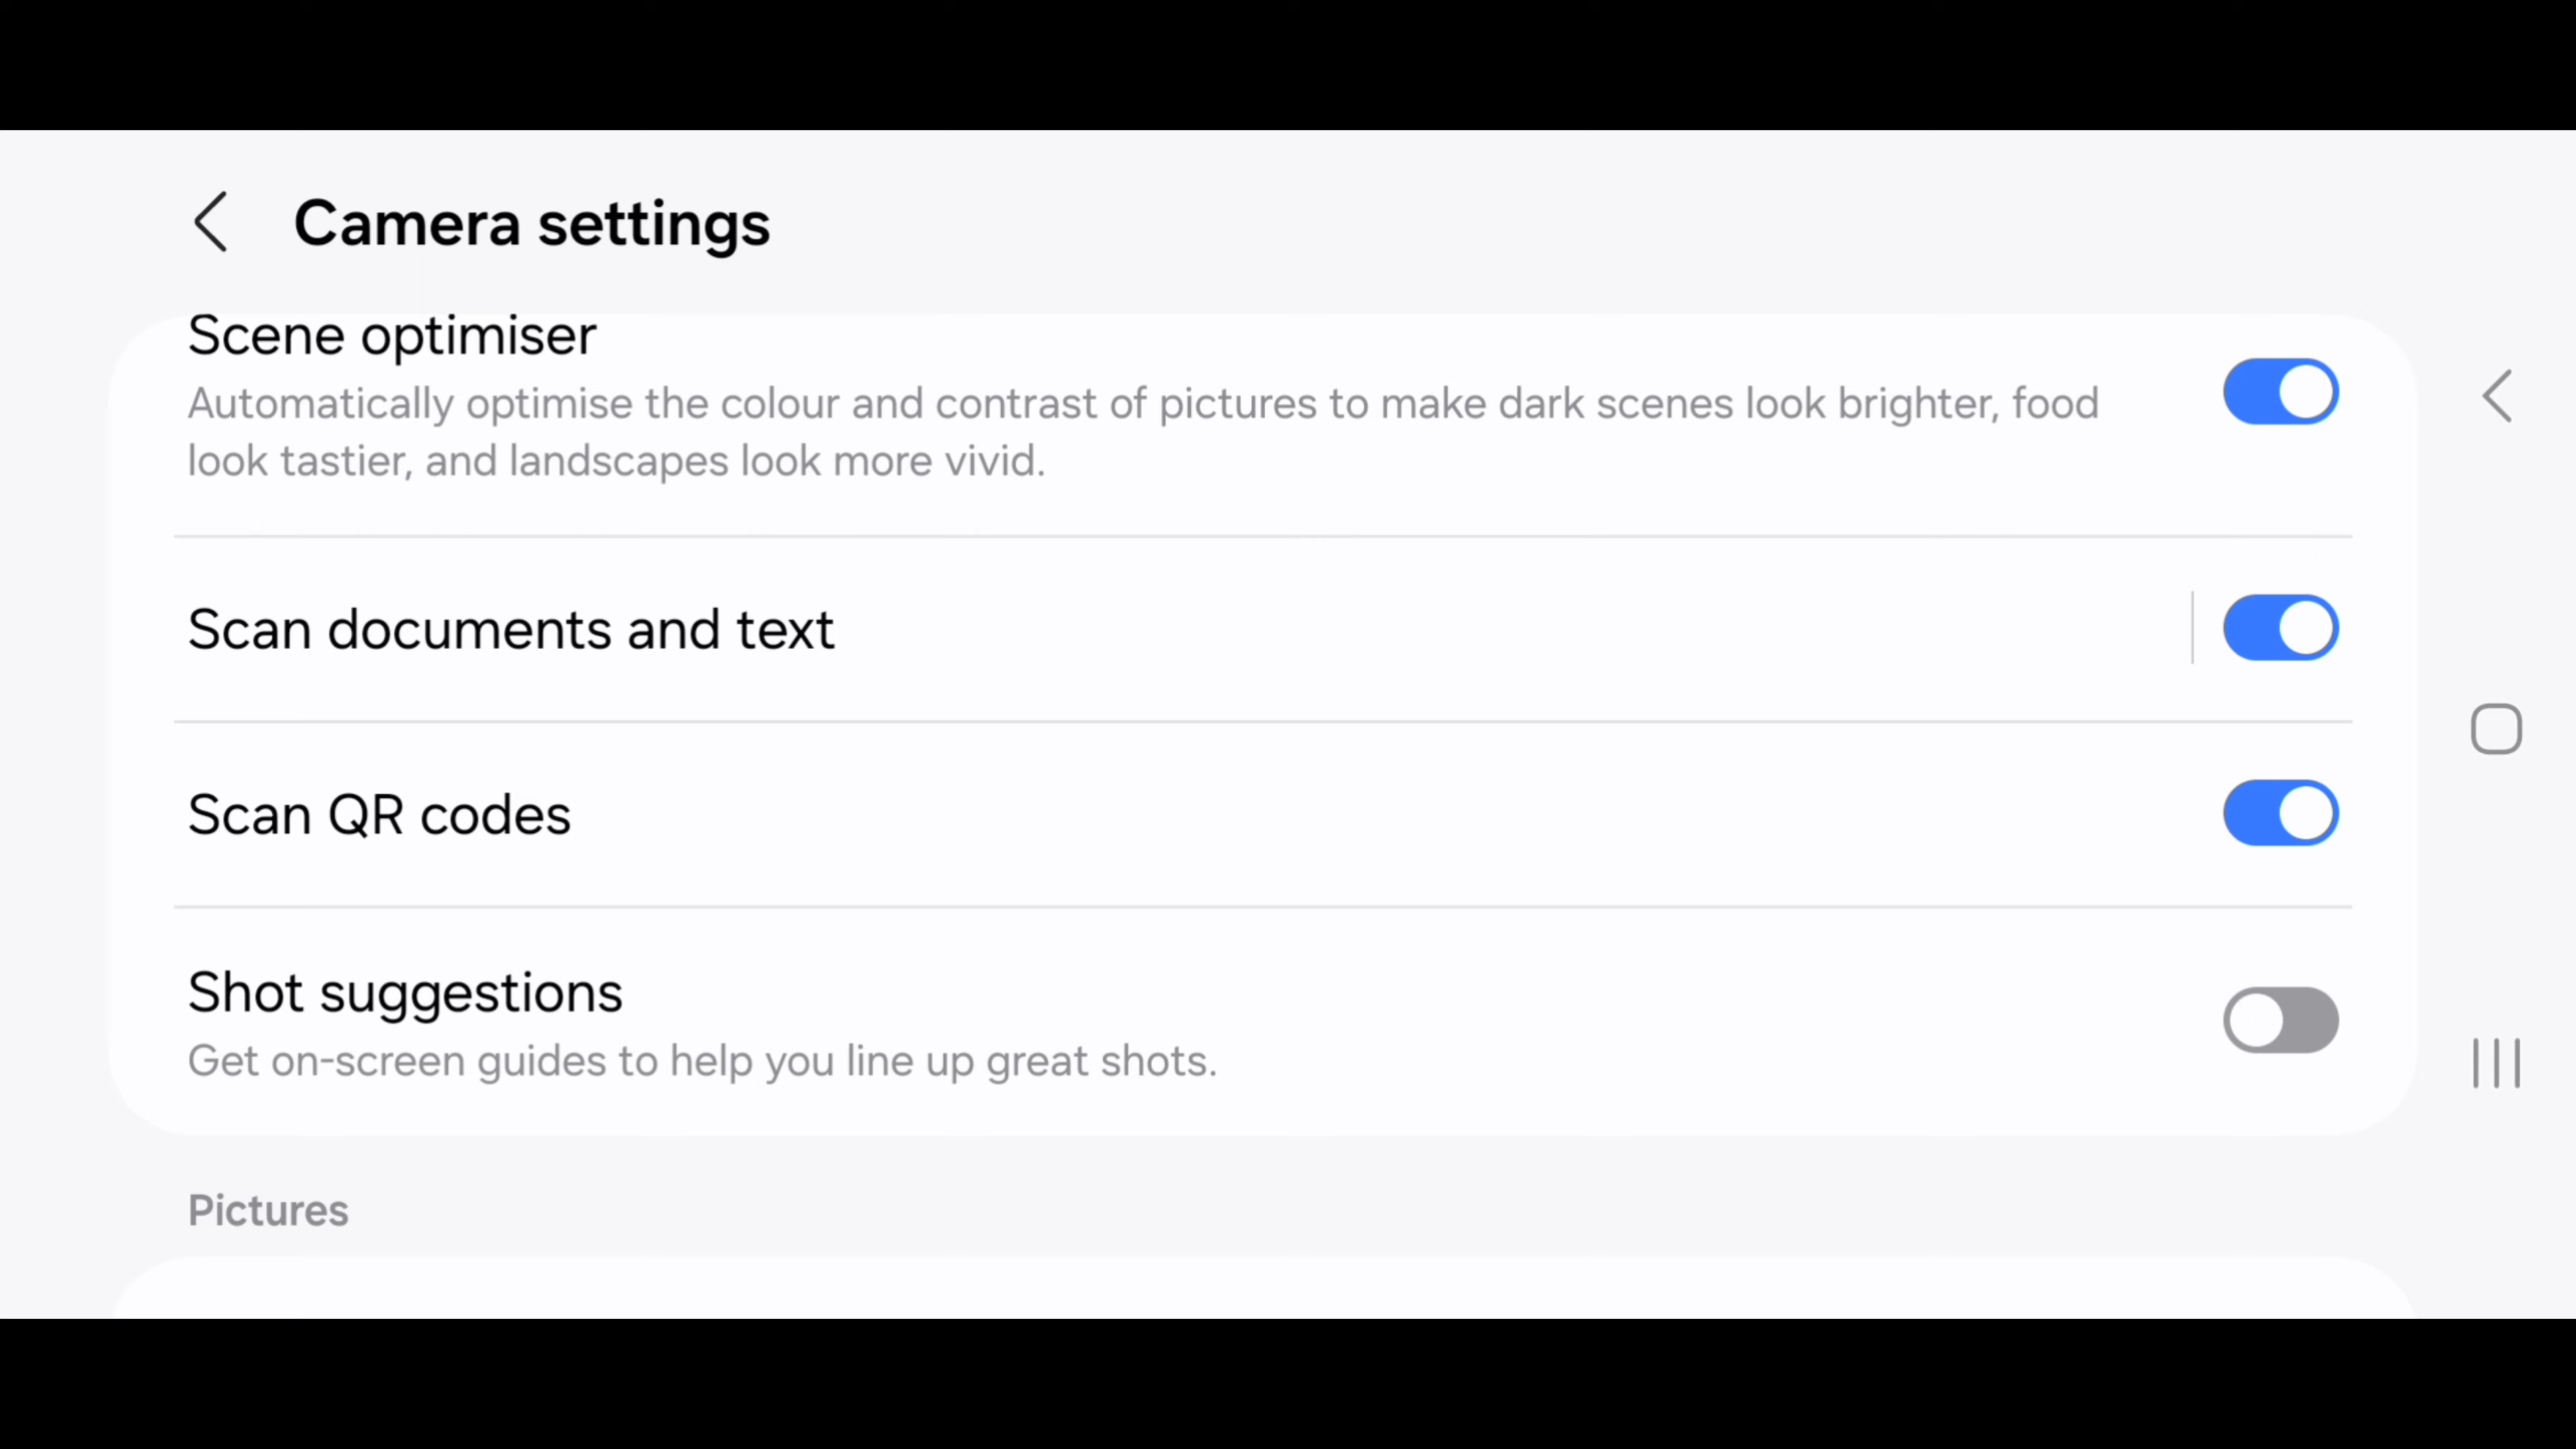 Camera settings
Scene optimiser
Automatically optimise the colour and contrast of pictures to make dark scenes look brighter, food
look tastier, and landscapes look more vivid.
Scan documents and text
Scan QR codes
Shot suggestions
Get on-screen guides to help you line up great shots.
Pictures